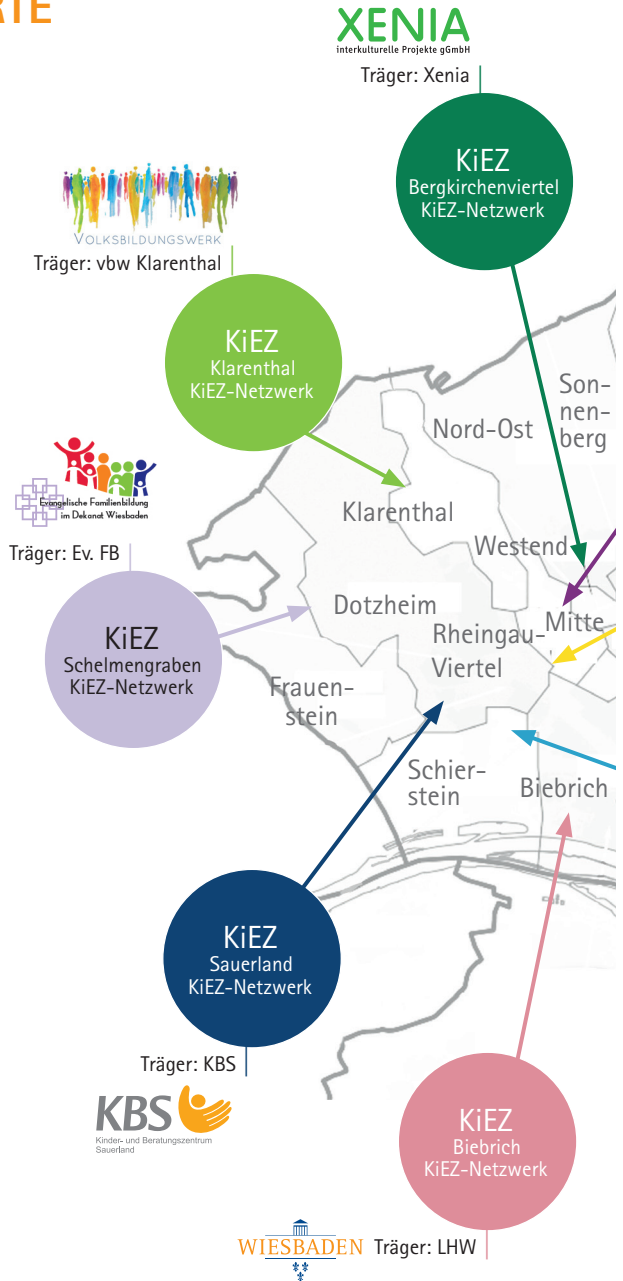 RTE
XENIA
interkulturelle Projekte gGmbH
Träger: Xenia
KiEZ
Bergkirchenviertel
KiEZ-Netzwerk
VOLKSBILDUNGSWERK
Träger: vbw Klarenthal
KiEZ
Klarenthal
KiEZ-Netzwerk
Son-
nen-
berg
Nord-Ost
Evangelische Familienbildung
im Dekanat Wiesbaden
Klarenthal
Westend
Träger: Ev. FB
Dotzheim
Mitte
Rheingau-
Viertel
KiEZ
Schelmengraben
KiEZ-Netzwerk
Frauen-
stein
Schier-
stein
Biebrich
KiEZ
Sauerland
KiEZ-Netzwerk
Träger: KBS
KBS
Kinder- und Beratungszentrum
Sauerland
KiEZ
Biebrich
KiEZ-Netzwerk
WIESBADEN
Träger: LHW